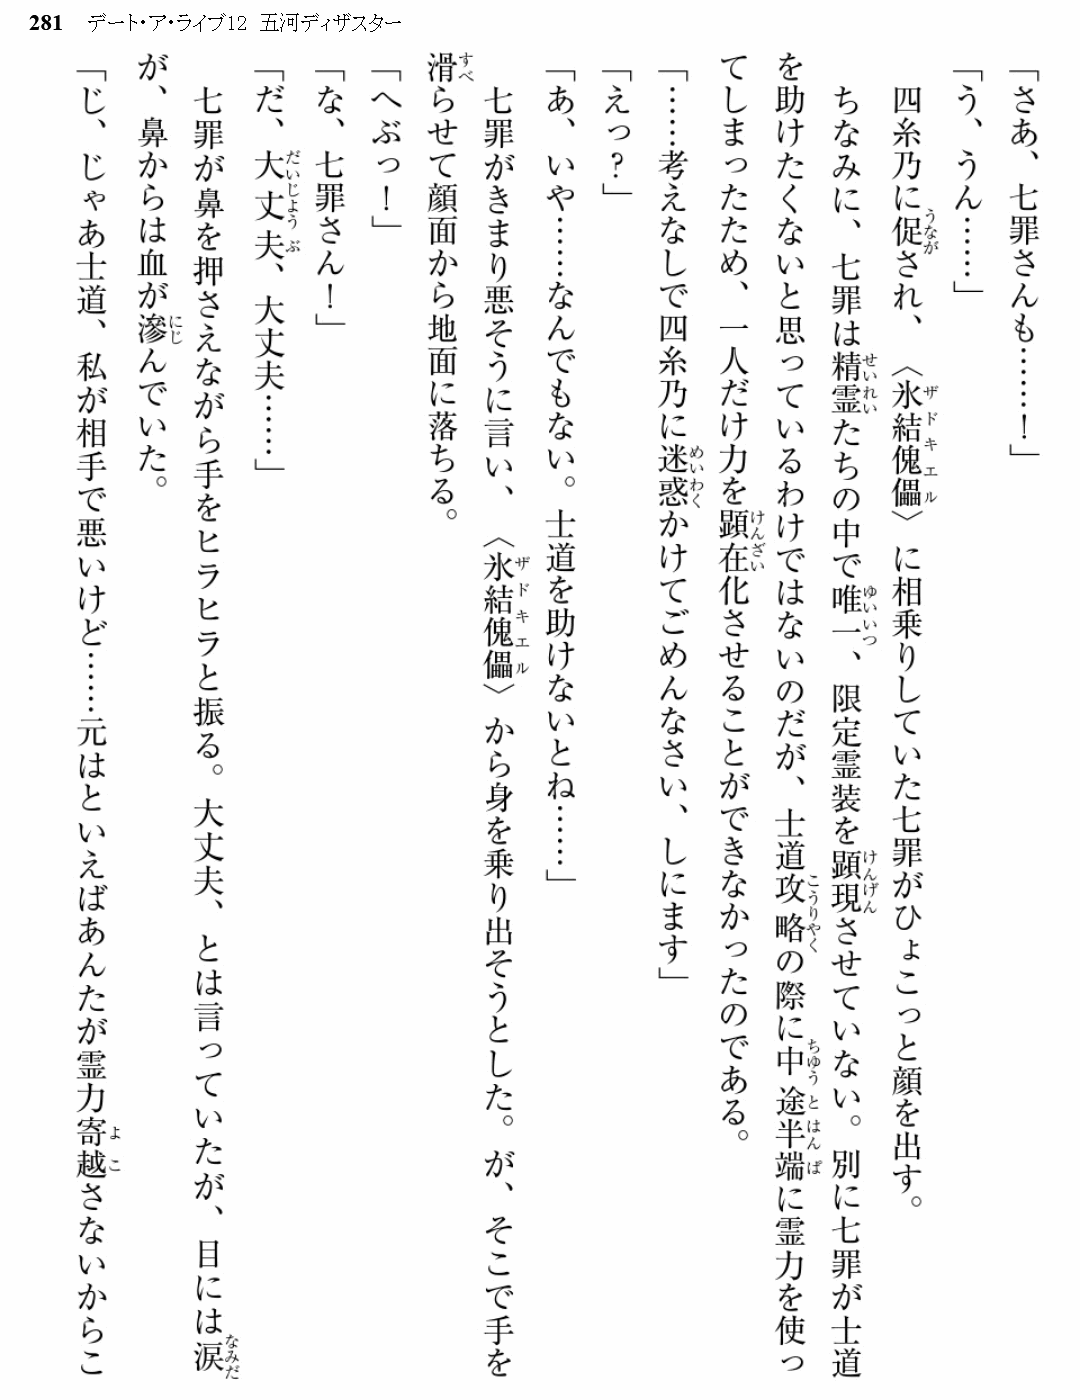 281 デート・ア・ライブ12 五河ディザスター
「さあ、七罪さんも……！」
「う、うん……」
四糸乃に促され、〈氷結傀儡〉に相乗りしていた七罪がひょこっと顔を出す。
ちなみに、七罪は精霊たちの中で唯一、限定霊装を顕現させていない。別に七罪が士道
を助けたくないと思っているわけではないのだが、士道攻略の際に中途半端に霊力を使っ
てしまったため、一人だけ力を顕在化させることができなかったのである。
「……考えなしで四糸乃に迷惑かけてごめんなさい、しにます」
「えっ？」
「あ、いや……なんでもない。士道を助けないとね……」
七罪がきまり悪そうに言い、〈氷結傀儡〉から身を乗り出そうとした。が、そこで手を
滑らせて顔面から地面に落ちる。
「へぶっ！」
「な、七罪さん！」
「だ、大丈夫、大丈夫……」
七罪が鼻を押さえながら手をヒラヒラと振る。大丈夫、とは言っていたが、目には涙
が、鼻からは血が滲んでいた。
「じ、じゃあ士道、私が相手で悪いけど……元はといえばあんたが霊力寄越さないからこ